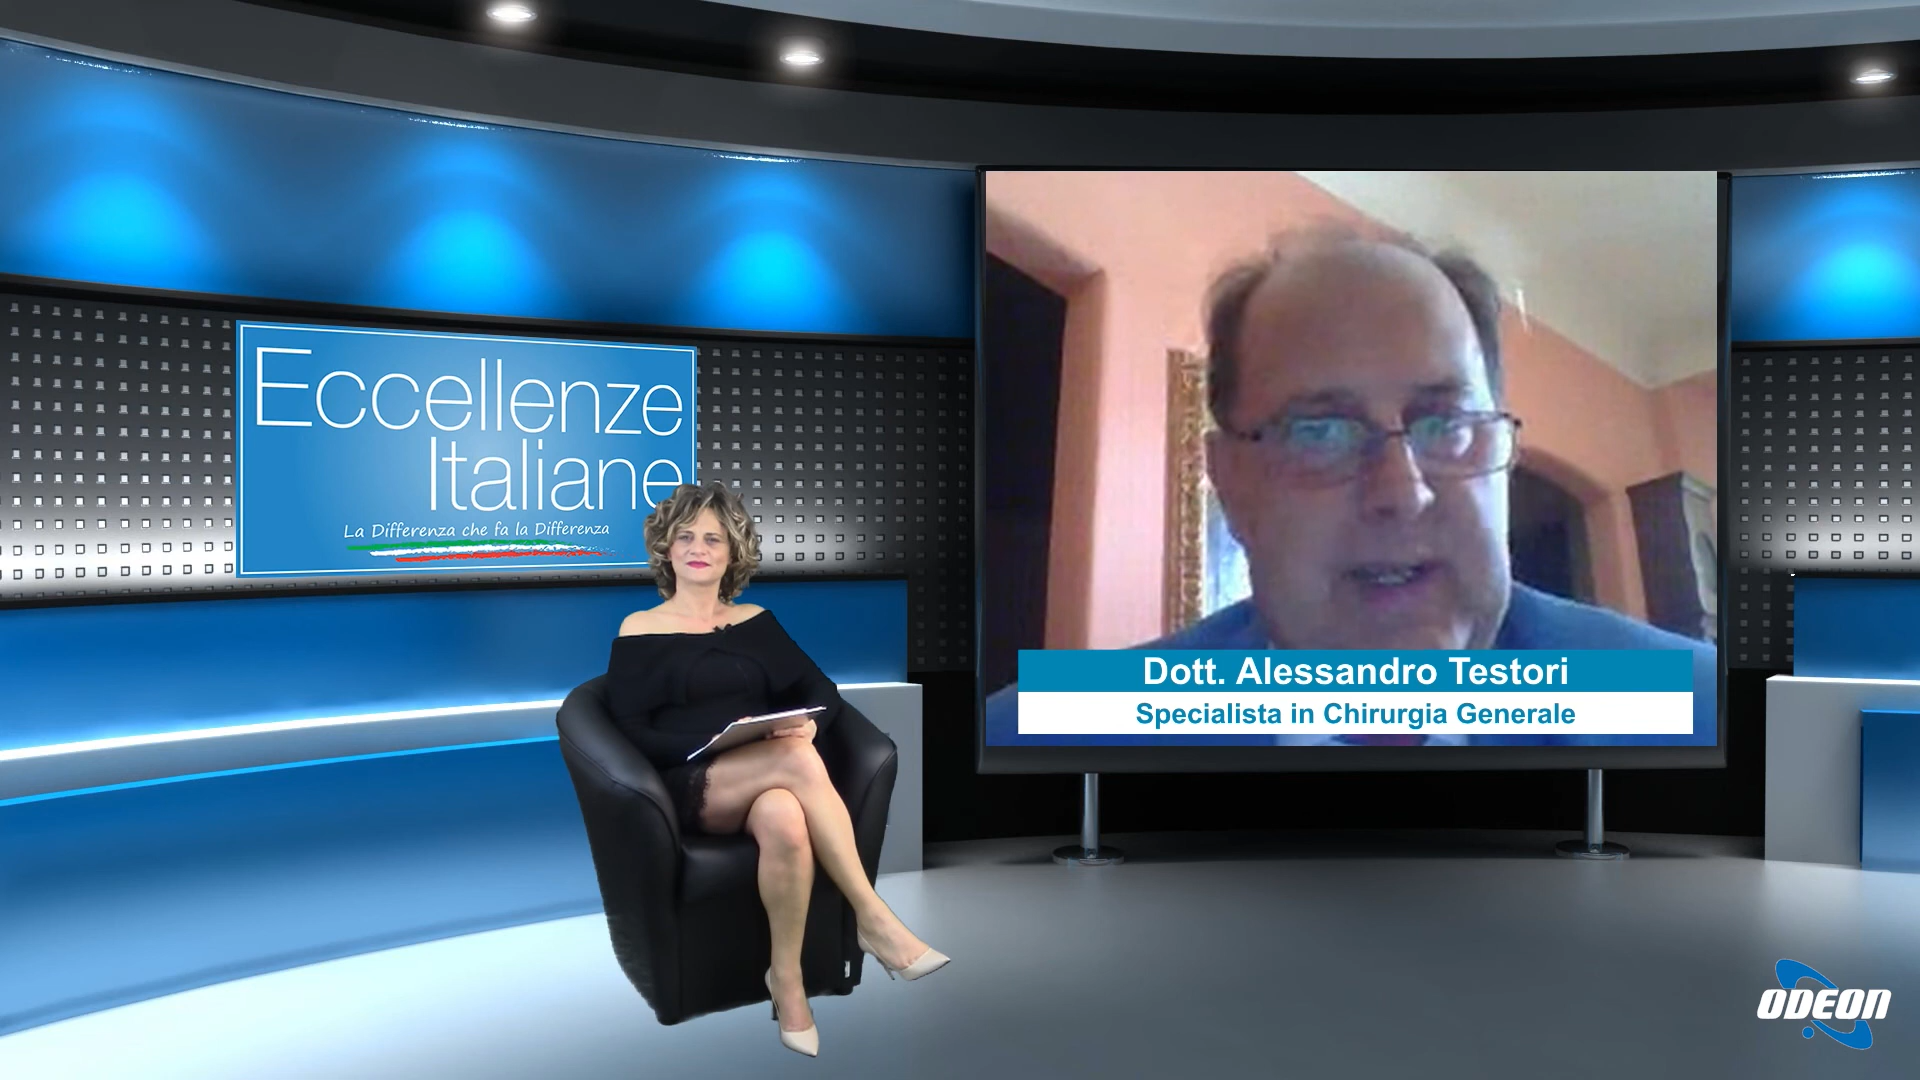 Eccellenze
Italiane
La Differenza che fa la Differenza
Dott. Alessandro Testori
Specialista in Chirurgia Generale
ODEON